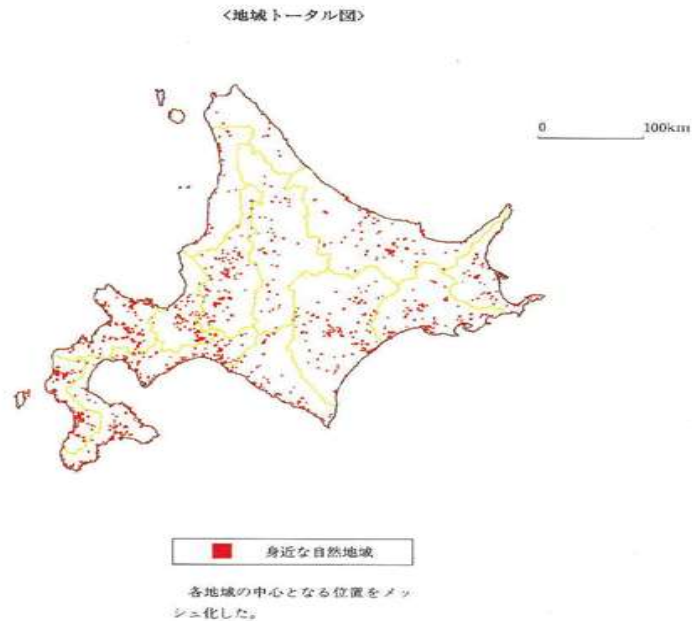 <地域トータル図>
0 100km
身近な自然地域
各地域の中心となる位置をメッ
シュ化した。